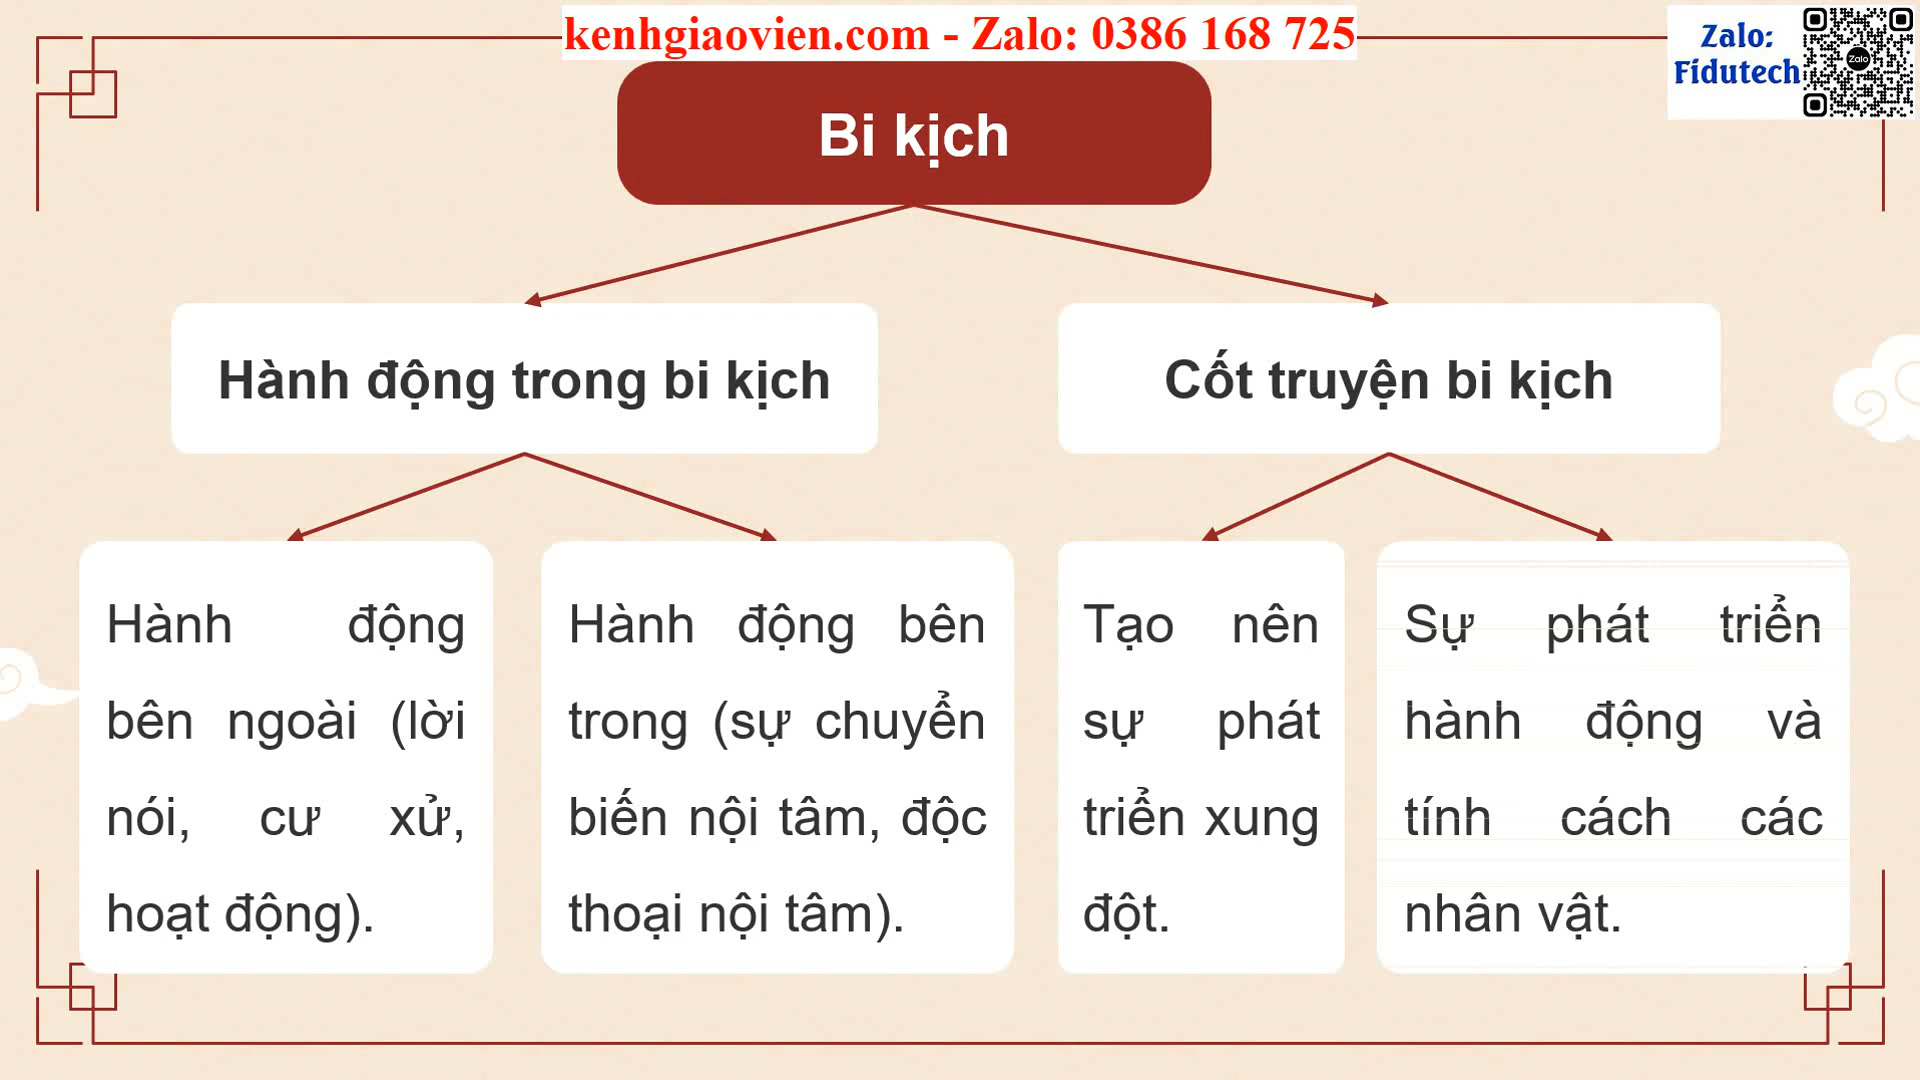 kenhgiaovien.com - Zalo: 0386 168 725
Zalo:
Fidutech
Zalo
Bi kịch
Hành động trong bi kịch
Cốt truyện bi kịch
Hành động
bên ngoài (lời
nói, cư xử,
hoạt động).
Hành động bên
trong (sự chuyển
biến nội tâm, độc
thoại nội tâm).
Tạo nên
sự phát
triển xung
đột.
Sự phát triển
hành động và
tính cách các
nhân vật.